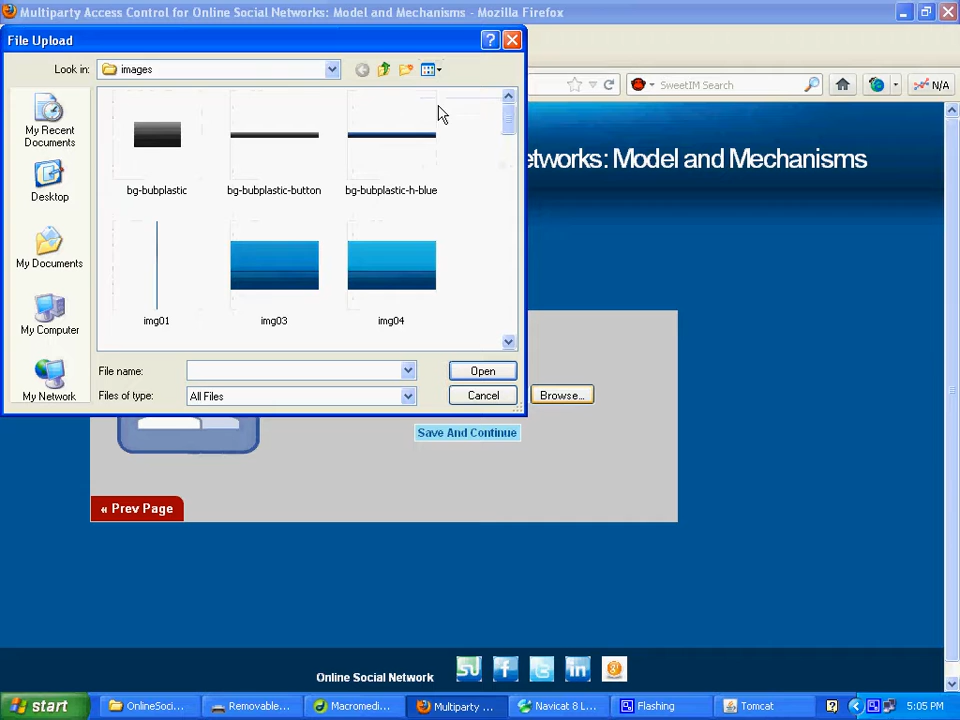 Multiparty Access Control for Online Social Networks: Model and Mechanisms - Mozilla Firefox
File Upload
Look in:
images
SweetIM Search
N/A
My Recent
Documents
Desktop
My Documents
My Computer
My Network
bg-bubplastic
bg-bubplastic-button
bg-bubplastic-h-blue
img01
img03
img04
etworks: Model and Mechanisms
File name:
Open
Files of type:
All Files
Cancel
Browse...
Save And Continue
« Prev Page
Online Social Network
start
OnlineSoci...
Removable...
Macromedi...
Multiparty ...
Navicat 8 L...
Flashing
Tomcat
5:05 PM